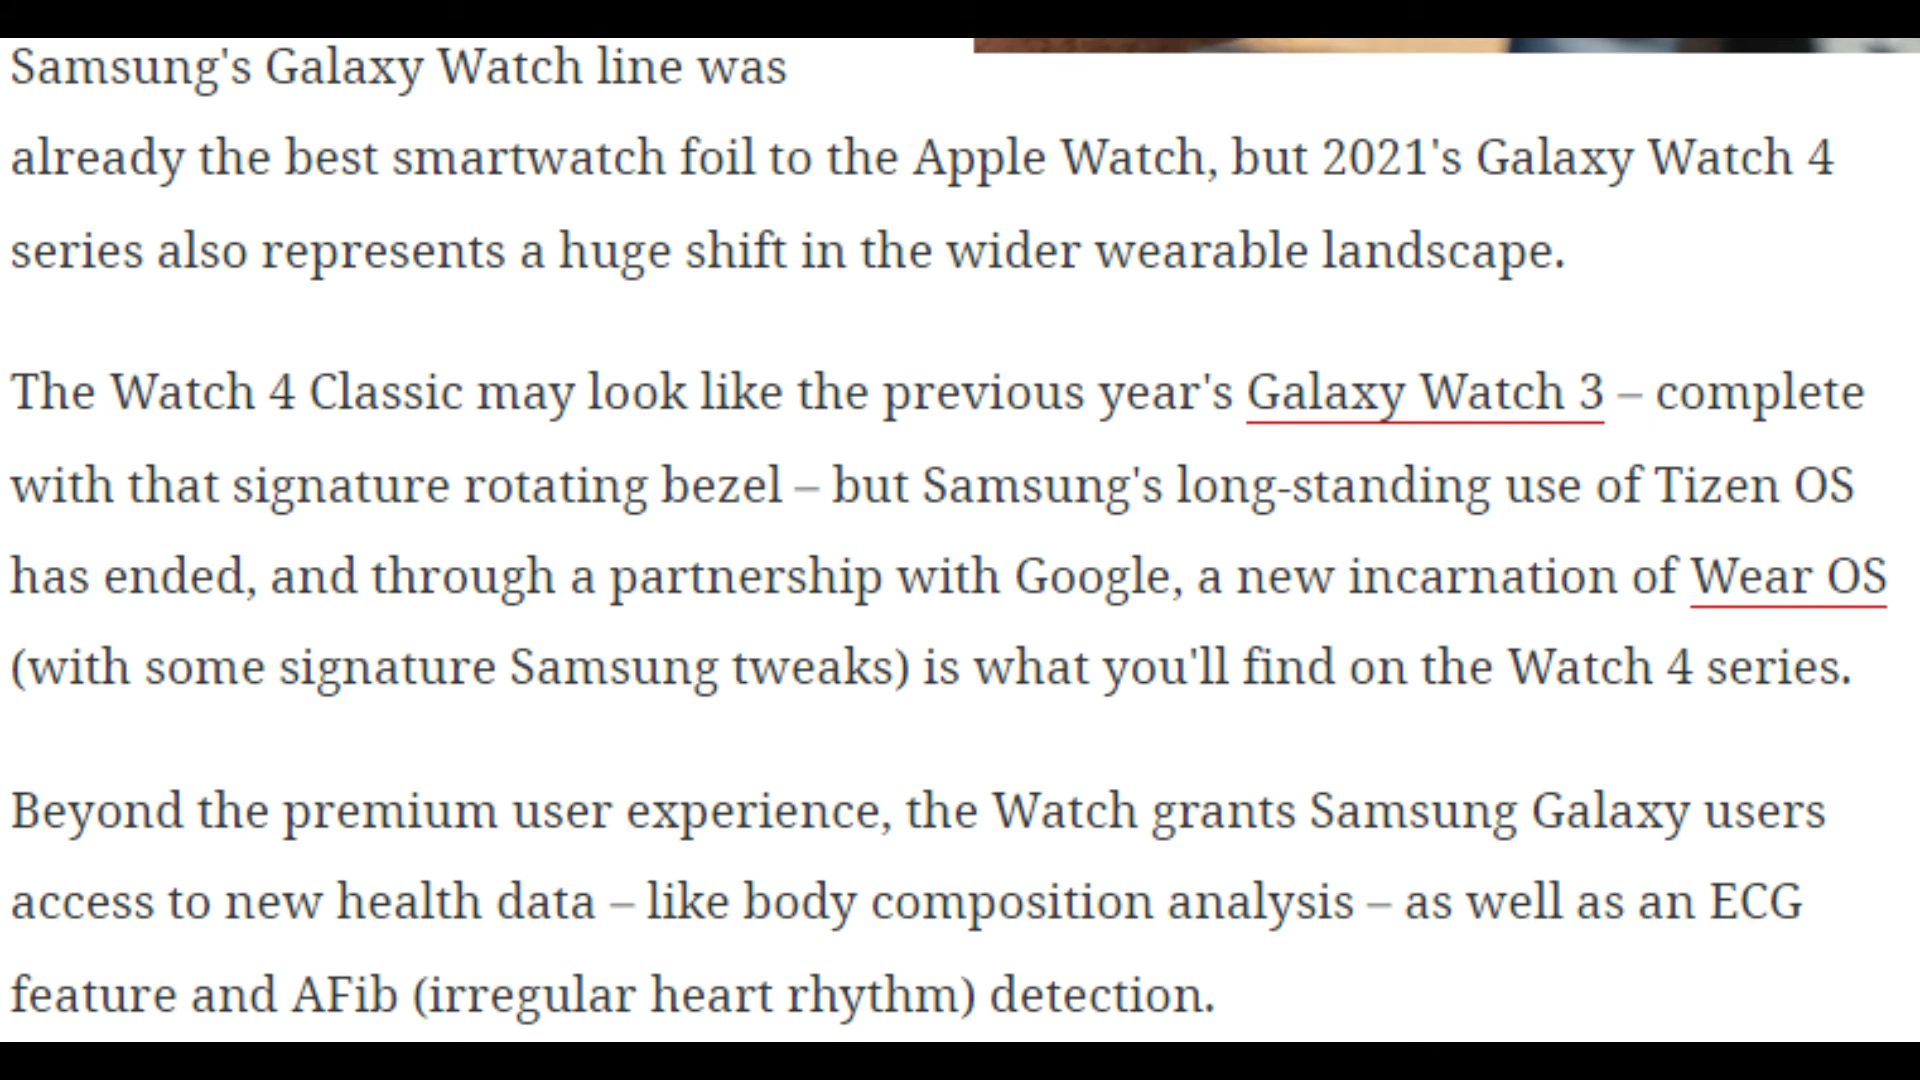 Samsung's Galaxy Watch line was
already the best smartwatch foil to the Apple Watch, but 2021's Galaxy Watch 4
series also represents a huge shift in the wider wearable landscape.
The Watch 4 Classic may look like the previous year's Galaxy Watch 3 – complete
with that signature rotating bezel – but Samsung's long-standing use of Tizen OS
has ended, and through a partnership with Google, a new incarnation of Wear OS
(with some signature Samsung tweaks) is what you'll find on the Watch 4 series.
Beyond the premium user experience, the Watch grants Samsung Galaxy users
access to new health data – like body composition analysis – as well as an ECG
feature and AFib (irregular heart rhythm) detection.